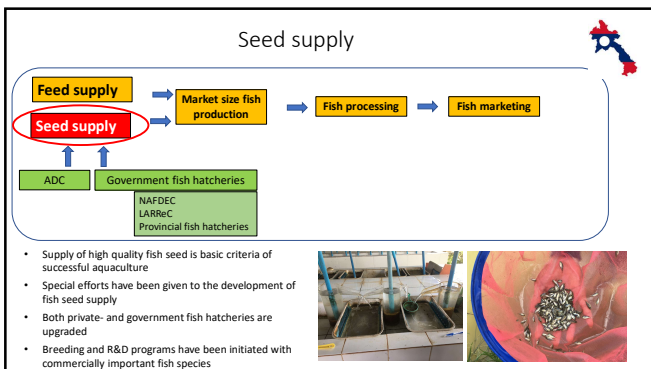 Seed supply
Feed supply
Seed supply
Market size fish
production
Fish processing
Fish marketing
ADC
Government fish hatcheries
NAFDEC
LARReC
Provincial fish hatcheries
• Supply of high quality fish seed is basic criteria of
successful aquaculture
• Special efforts have been given to the development of
fish seed supply
• Both private- and government fish hatcheries are
upgraded
• Breeding and R&D programs have been initiated with
commercially important fish species